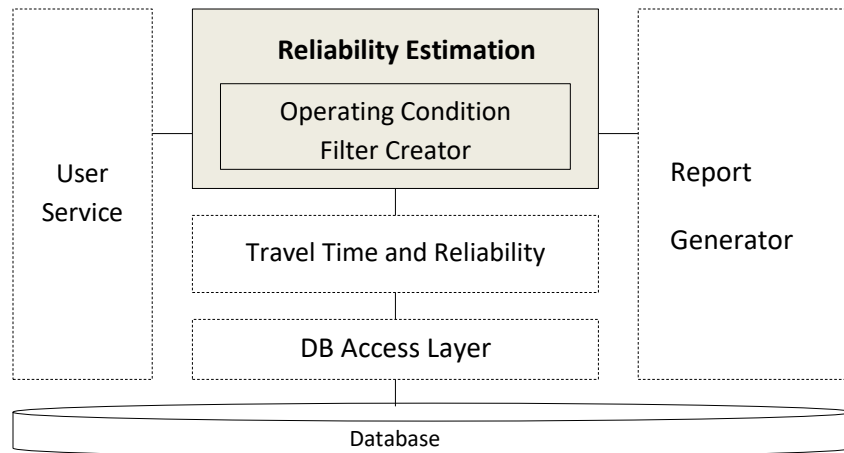 Reliability Estimation
Operating Condition
Filter Creator
User
Service
Report
Generator
Travel Time and Reliability
DB Access Layer
Database